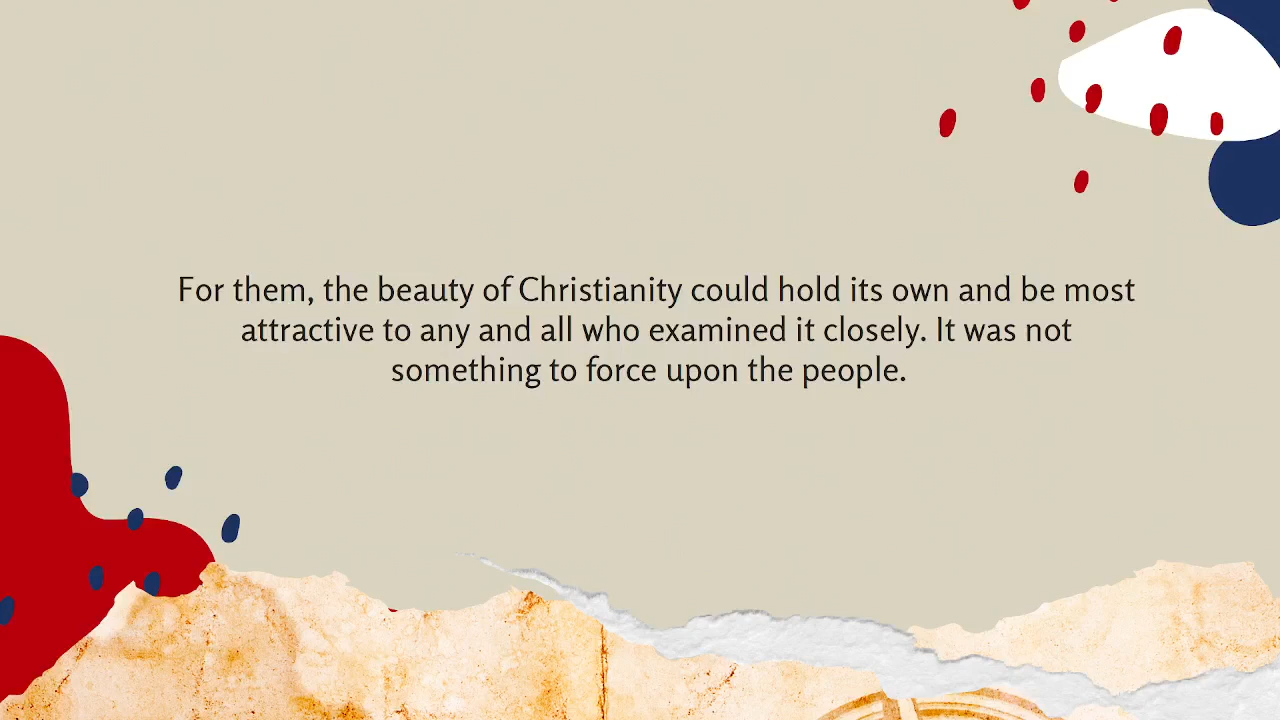 For them, the beauty of Christianity could hold its own and be most
attractive to any and all who examined it closely. It was not
something to force upon the people.